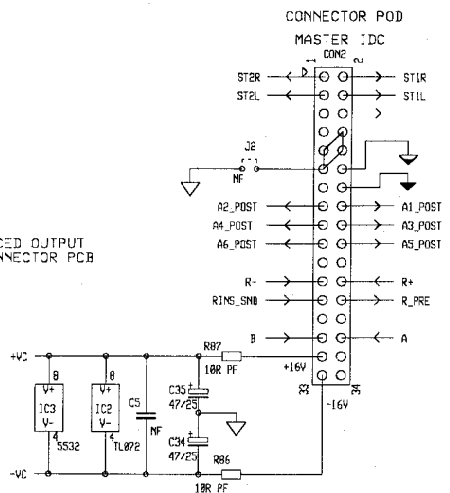 CONNECTOR POD
MASTER IDC
CON2
1 2
ST2R ST1R
ST2L ST1L
J2
NF
A2_POST A1_POST
A4_POST A3_POST
A6_POST A5_POST
CED OUTPUT
NNECTOR PCB
R- R+
RINS_SND R_PRE
B A
+VC R87 +16V
10R PF
8 8
V+ V+ C5 C35
IC3 IC2 47/25
V- V- NF
4 4 C34
5532 TL072 47/25
33 34
-16V
-VC R86
10R PF